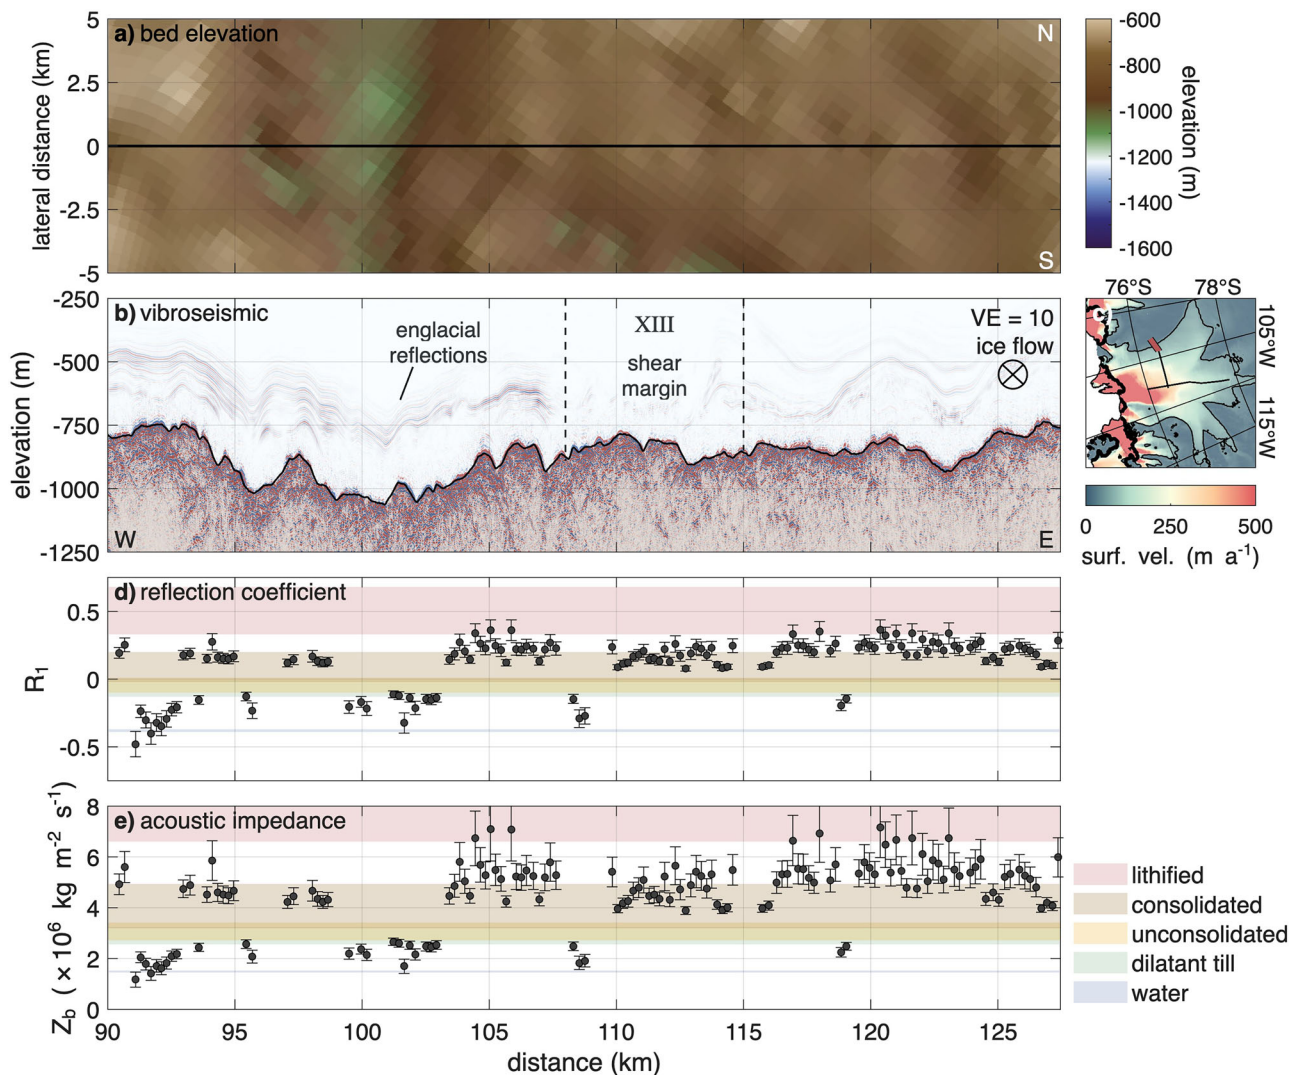 a) bed elevation
N
S
5
2.5
0
-2.5
-5
lateral distance (km)
-600
-800
-1000
-1200
-1400
-1600
elevation (m)
b) vibroseismic
englacial
reflections
XIII
shear
margin
VE = 10
ice flow
W
E
-250
-500
-750
-1000
-1250
elevation (m)
c)
76°S 78°S
105°W
115°W
0 250 500
surf. vel. (m a⁻¹)
d) reflection coefficient
0.5
0
-0.5
R₁
e) acoustic impedance
8
6
4
2
0
Z_b (×10⁶ kg m⁻² s⁻¹)
90 95 100 105 110 115 120 125
distance (km)
lithified
consolidated
unconsolidated
dilatant till
water